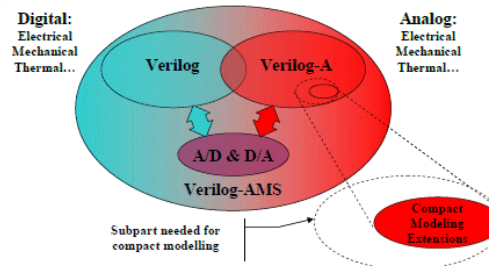 Digital:
Electrical
Mechanical
Thermal...
Analog:
Electrical
Mechanical
Thermal...
Verilog
Verilog-A
A/D & D/A
Verilog-AMS
Subpart needed for
compact modelling
Compact
Modeling
Extensions